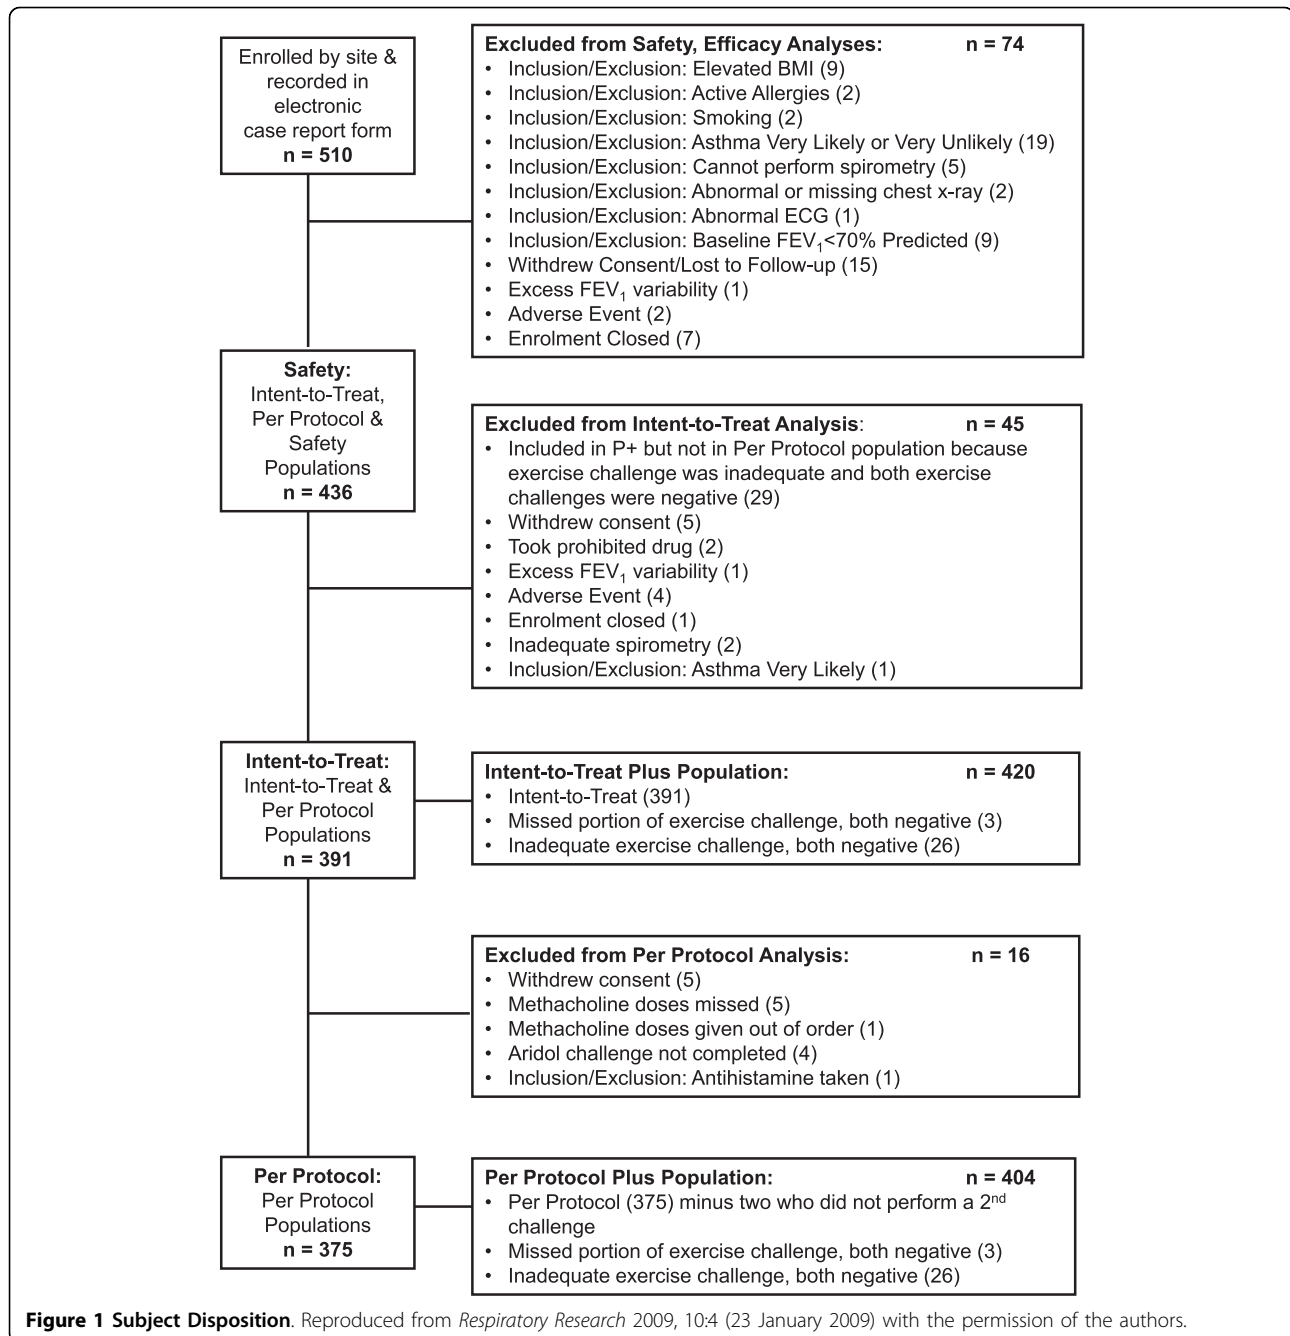 Enrolled by site &
recorded in
electronic
case report form
n = 510
Excluded from Safety, Efficacy Analyses: n = 74
• Inclusion/Exclusion: Elevated BMI (9)
• Inclusion/Exclusion: Active Allergies (2)
• Inclusion/Exclusion: Smoking (2)
• Inclusion/Exclusion: Asthma Very Likely or Very Unlikely (19)
• Inclusion/Exclusion: Cannot perform spirometry (5)
• Inclusion/Exclusion: Abnormal or missing chest x-ray (2)
• Inclusion/Exclusion: Abnormal ECG (1)
• Inclusion/Exclusion: Baseline FEV₁<70% Predicted (9)
• Withdrew Consent/Lost to Follow-up (15)
• Excess FEV₁ variability (1)
• Adverse Event (2)
• Enrolment Closed (7)
Safety:
Intent-to-Treat,
Per Protocol &
Safety
Populations
n = 436
Excluded from Intent-to-Treat Analysis: n = 45
• Included in P+ but not in Per Protocol population because
exercise challenge was inadequate and both exercise
challenges were negative (29)
• Withdrew consent (5)
• Took prohibited drug (2)
• Excess FEV₁ variability (1)
• Adverse Event (4)
• Enrolment closed (1)
• Inadequate spirometry (2)
• Inclusion/Exclusion: Asthma Very Likely (1)
Intent-to-Treat:
Intent-to-Treat &
Per Protocol
Populations
n = 391
Intent-to-Treat Plus Population: n = 420
• Intent-to-Treat (391)
• Missed portion of exercise challenge, both negative (3)
• Inadequate exercise challenge, both negative (26)
Excluded from Per Protocol Analysis: n = 16
• Withdrew consent (5)
• Methacholine doses missed (5)
• Methacholine doses given out of order (1)
• Aridol challenge not completed (4)
• Inclusion/Exclusion: Antihistamine taken (1)
Per Protocol:
Per Protocol
Populations
n = 375
Per Protocol Plus Population: n = 404
• Per Protocol (375) minus two who did not perform a 2nd
challenge
• Missed portion of exercise challenge, both negative (3)
• Inadequate exercise challenge, both negative (26)
Figure 1 Subject Disposition. Reproduced from Respiratory Research 2009, 10:4 (23 January 2009) with the permission of the authors.